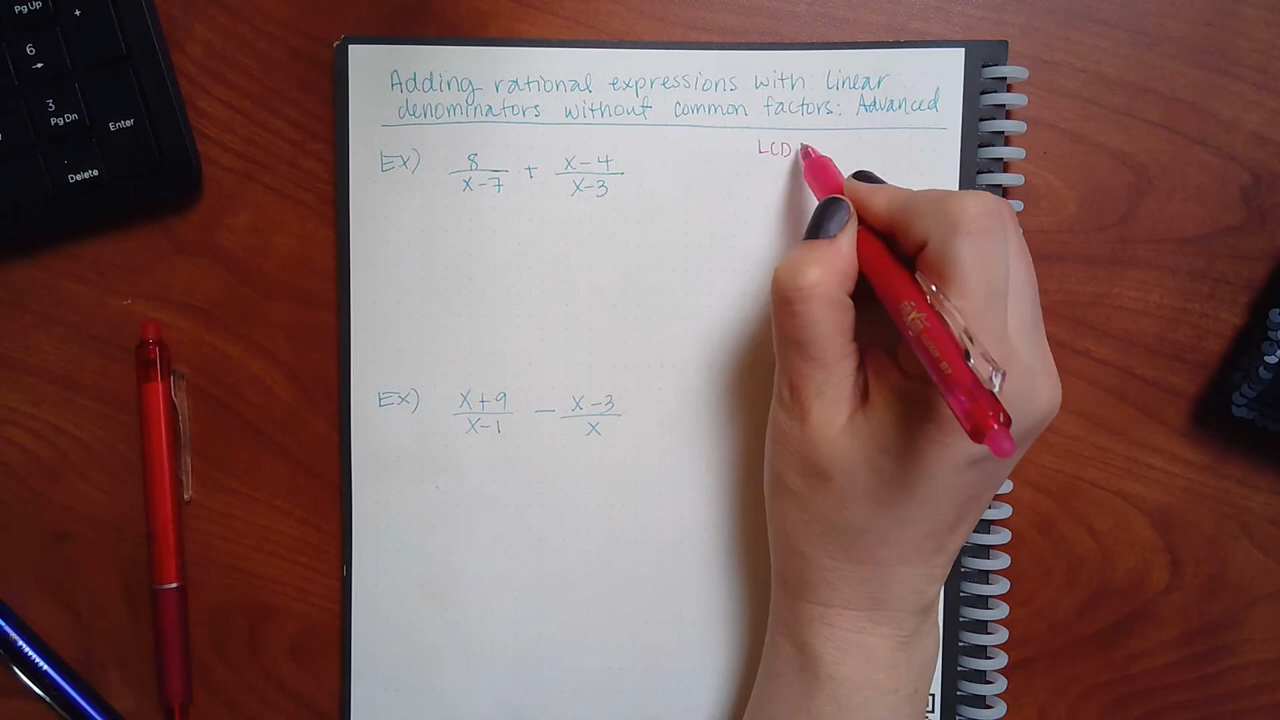 PgUp
+
6
3
PgDn
Enter
Delete
Adding rational expressions with linear
denominators without common factors: Advanced
LCD
Ex) 8/x-7 + x-4/x-3
Ex) x+9/x-1 - x-3/x